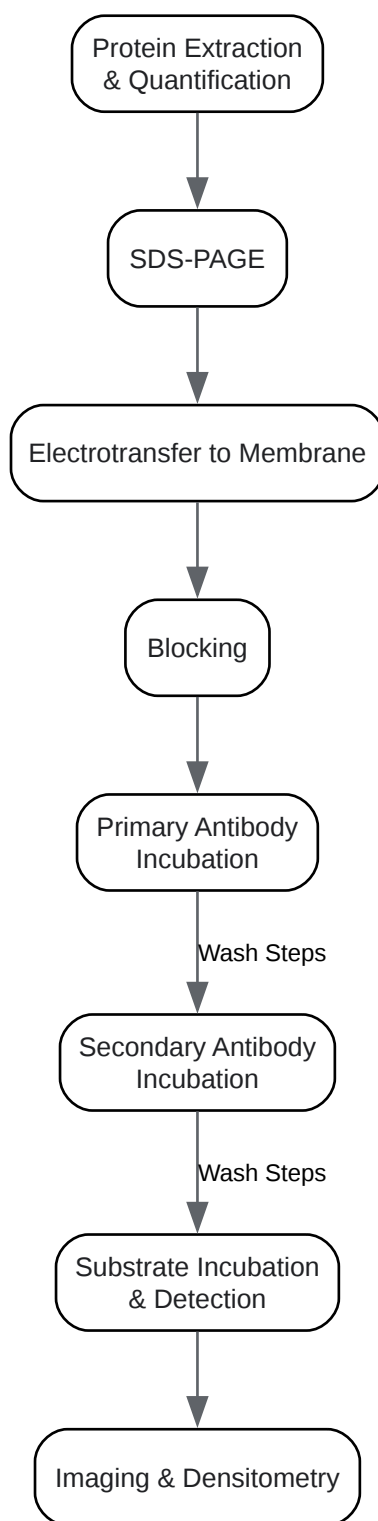 Protein Extraction
& Quantification
SDS-PAGE
Electrotransfer to Membrane
Blocking
Primary Antibody
Incubation
Wash Steps
Secondary Antibody
Incubation
Wash Steps
Substrate Incubation
& Detection
Imaging & Densitometry